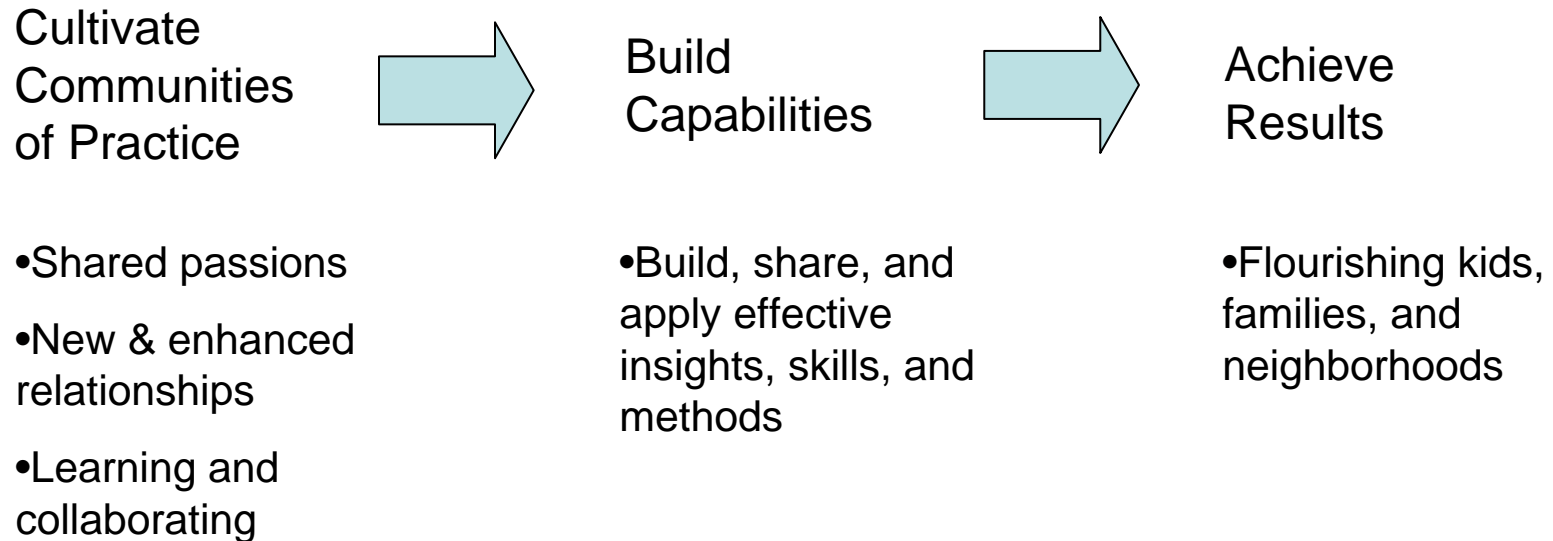 Cultivate
Communities
of Practice
Build
Capabilities
Achieve
Results
•Shared passions
•New & enhanced
relationships
•Learning and
collaborating
•Build, share, and
apply effective
insights, skills, and
methods
•Flourishing kids,
families, and
neighborhoods